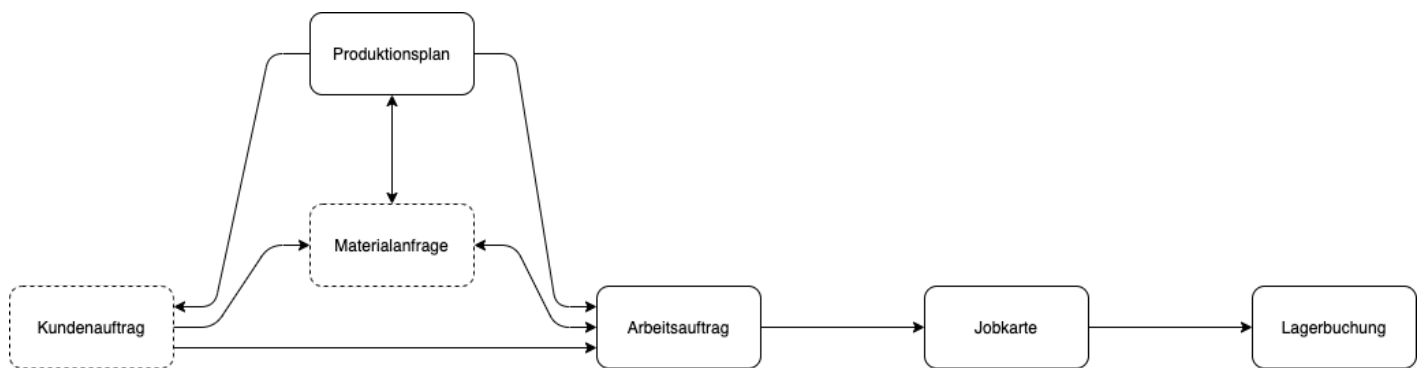 Produktionsplan
Materialanfrage
Kundenauftrag
Arbeitsauftrag
Jobkarte
Lagerbuchung